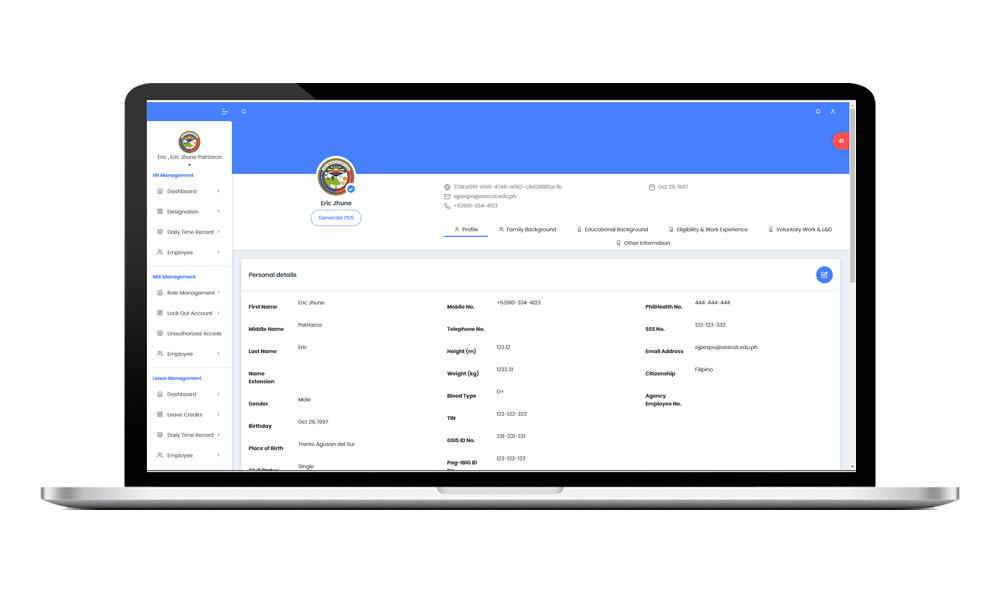 Eric , Eric Jhune Patriarca
HR Management
Dashboard
Designation
Daily Time Record
Employee
MIS Management
Role Management
Lock Out Account
Unauthorized Access
Employee
Leave Management
Dashboard
Leave Credits
Daily Time Record
Employee
Eric Jhune
Generate PDS
ejpespa@asscat.edu.ph
+63910-334-4123
Oct 29, 1997
Profile
Family Background
Educational Background
Eligibility & Work Experience
Voluntary Work & L&D
Other Information
Personal details
First Name Eric Jhune
Middle Name Patriarca
Last Name Eric
Name
Extension
Gender Male
Birthday Oct 29, 1997
Place of Birth Trento Agusan del Sur
Civil Status Single
Mobile No. +63910-334-4123
Telephone No.
Height (m) 123.12
Weight (kg) 1232.31
Blood Type O+
TIN 123-132-323
GSIS ID No. 231-231-231
Pag-IBIG ID 123-123-123
No.
PhilHealth No. 444-444-444
SSS No. 123-123-333
Email Address ejpespa@asscat.edu.ph
Citizenship Filipino
Agency
Employee No.